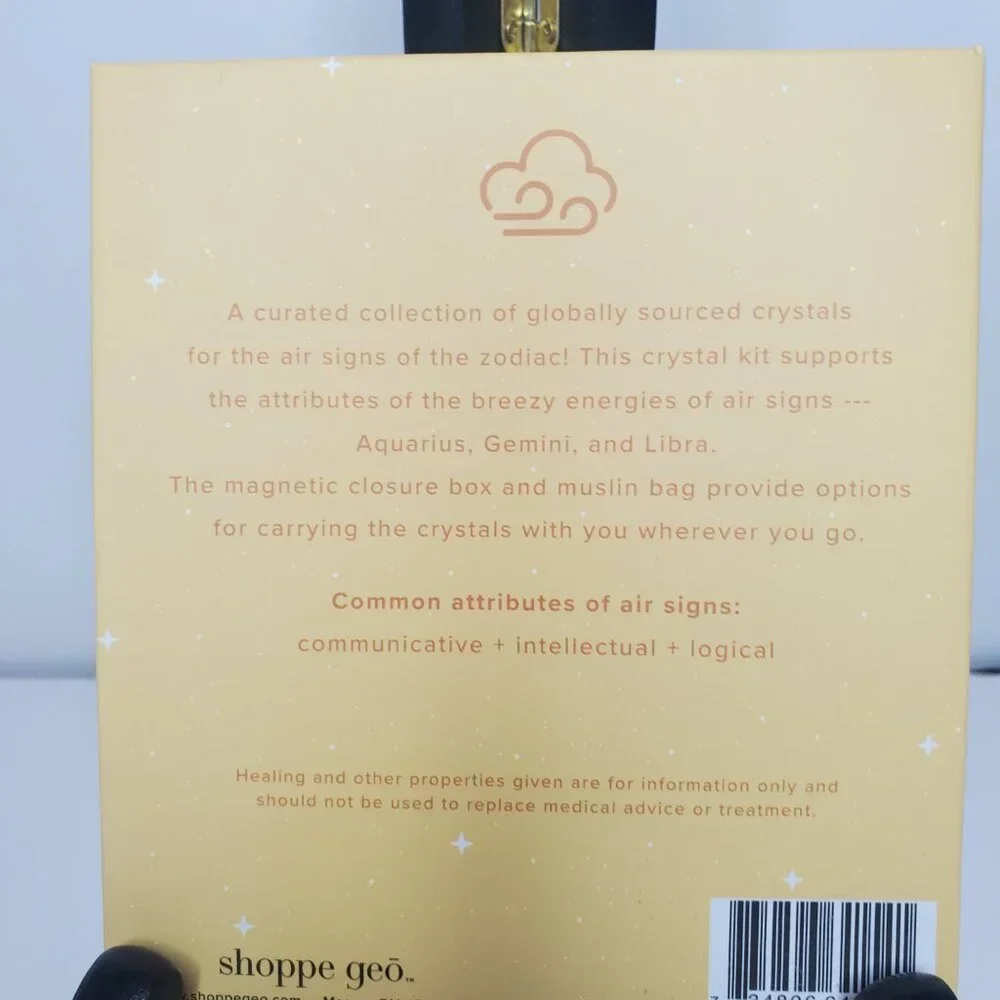 A curated collection of globally sourced crystals
for the air signs of the zodiac! This crystal kit supports
the attributes of the breezy energies of air signs ---
Aquarius, Gemini, and Libra.
The magnetic closure box and muslin bag provide options
for carrying the crystals with you wherever you go.
Common attributes of air signs:
communicative + intellectual + logical
Healing and other properties given are for information only and
should not be used to replace medical advice or treatment.
shoppe geō™
.shoppegeo.com